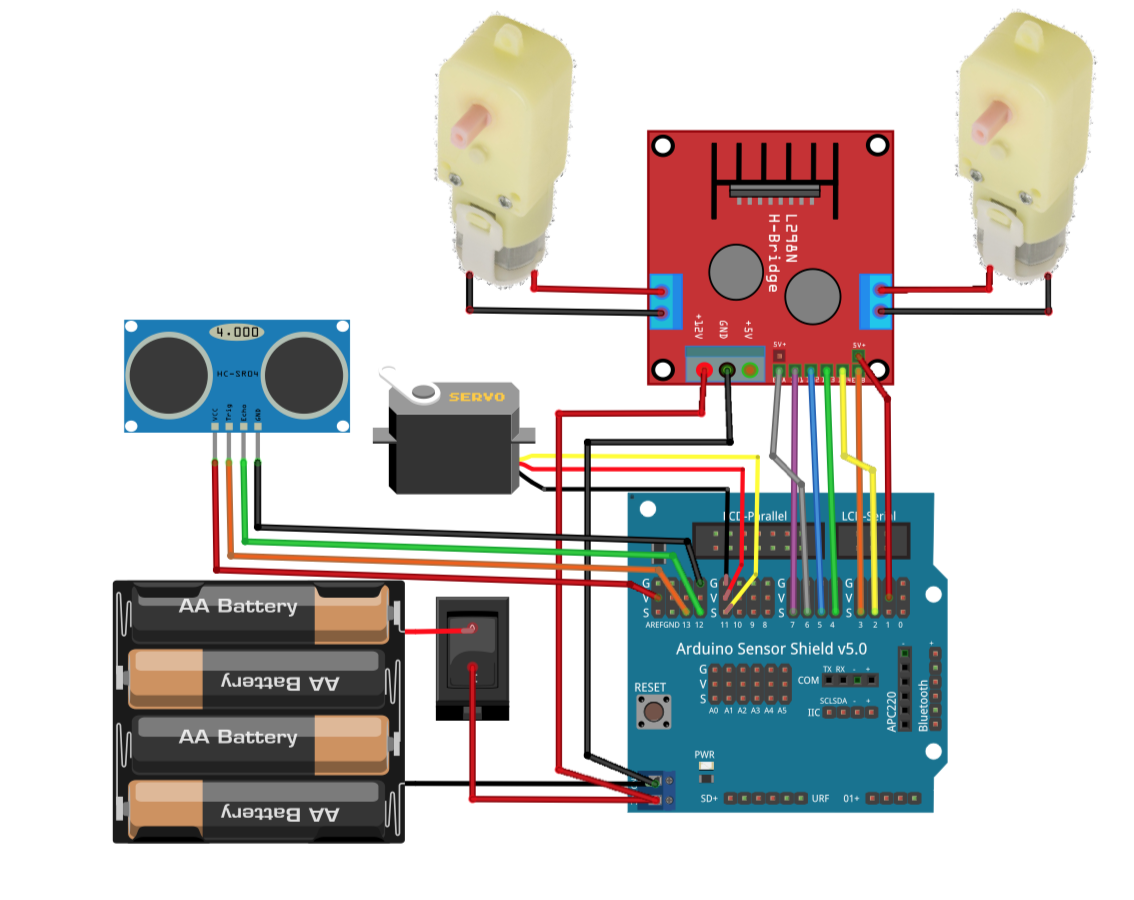 L298N
H-Bridge
+12V
GND
+5V
5V+
5V+
4.000
HC-SR04
VCC
Trig
Echo
GND
SERVO
LCD-Parallel
LCD-Serial
G
V
S
G
V
S
G
V
S
AREF GND 13 12
11 10 9 8
7 6 5 4
3 2 1 0
AA Battery
AA Battery
AA Battery
AA Battery
Arduino Sensor Shield v5.0
RESET
G
V
S
A0 A1 A2 A3 A4 A5
TX RX - +
COM
SCL SDA - +
IIC
APC220
-
Bluetooth
+
PWR
SD+
URF
01+